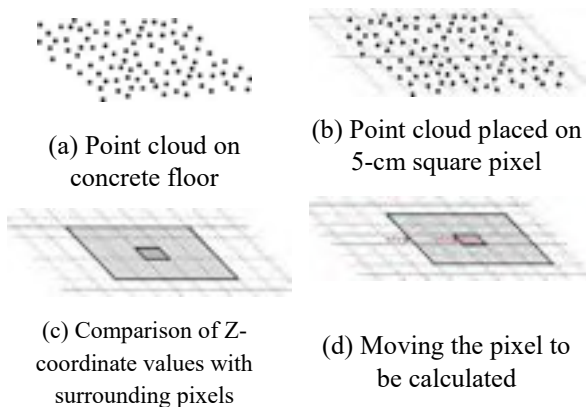 (a) Point cloud on
concrete floor
(b) Point cloud placed on
5-cm square pixel
(c) Comparison of Z-
coordinate values with
surrounding pixels
(d) Moving the pixel to
be calculated